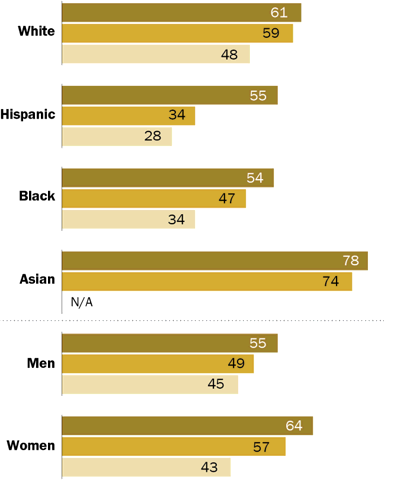 61
White 59
48
55
Hispanic 34
28
54
Black 47
34
78
Asian 74
N/A
55
Men 49
45
64
Women 57
43